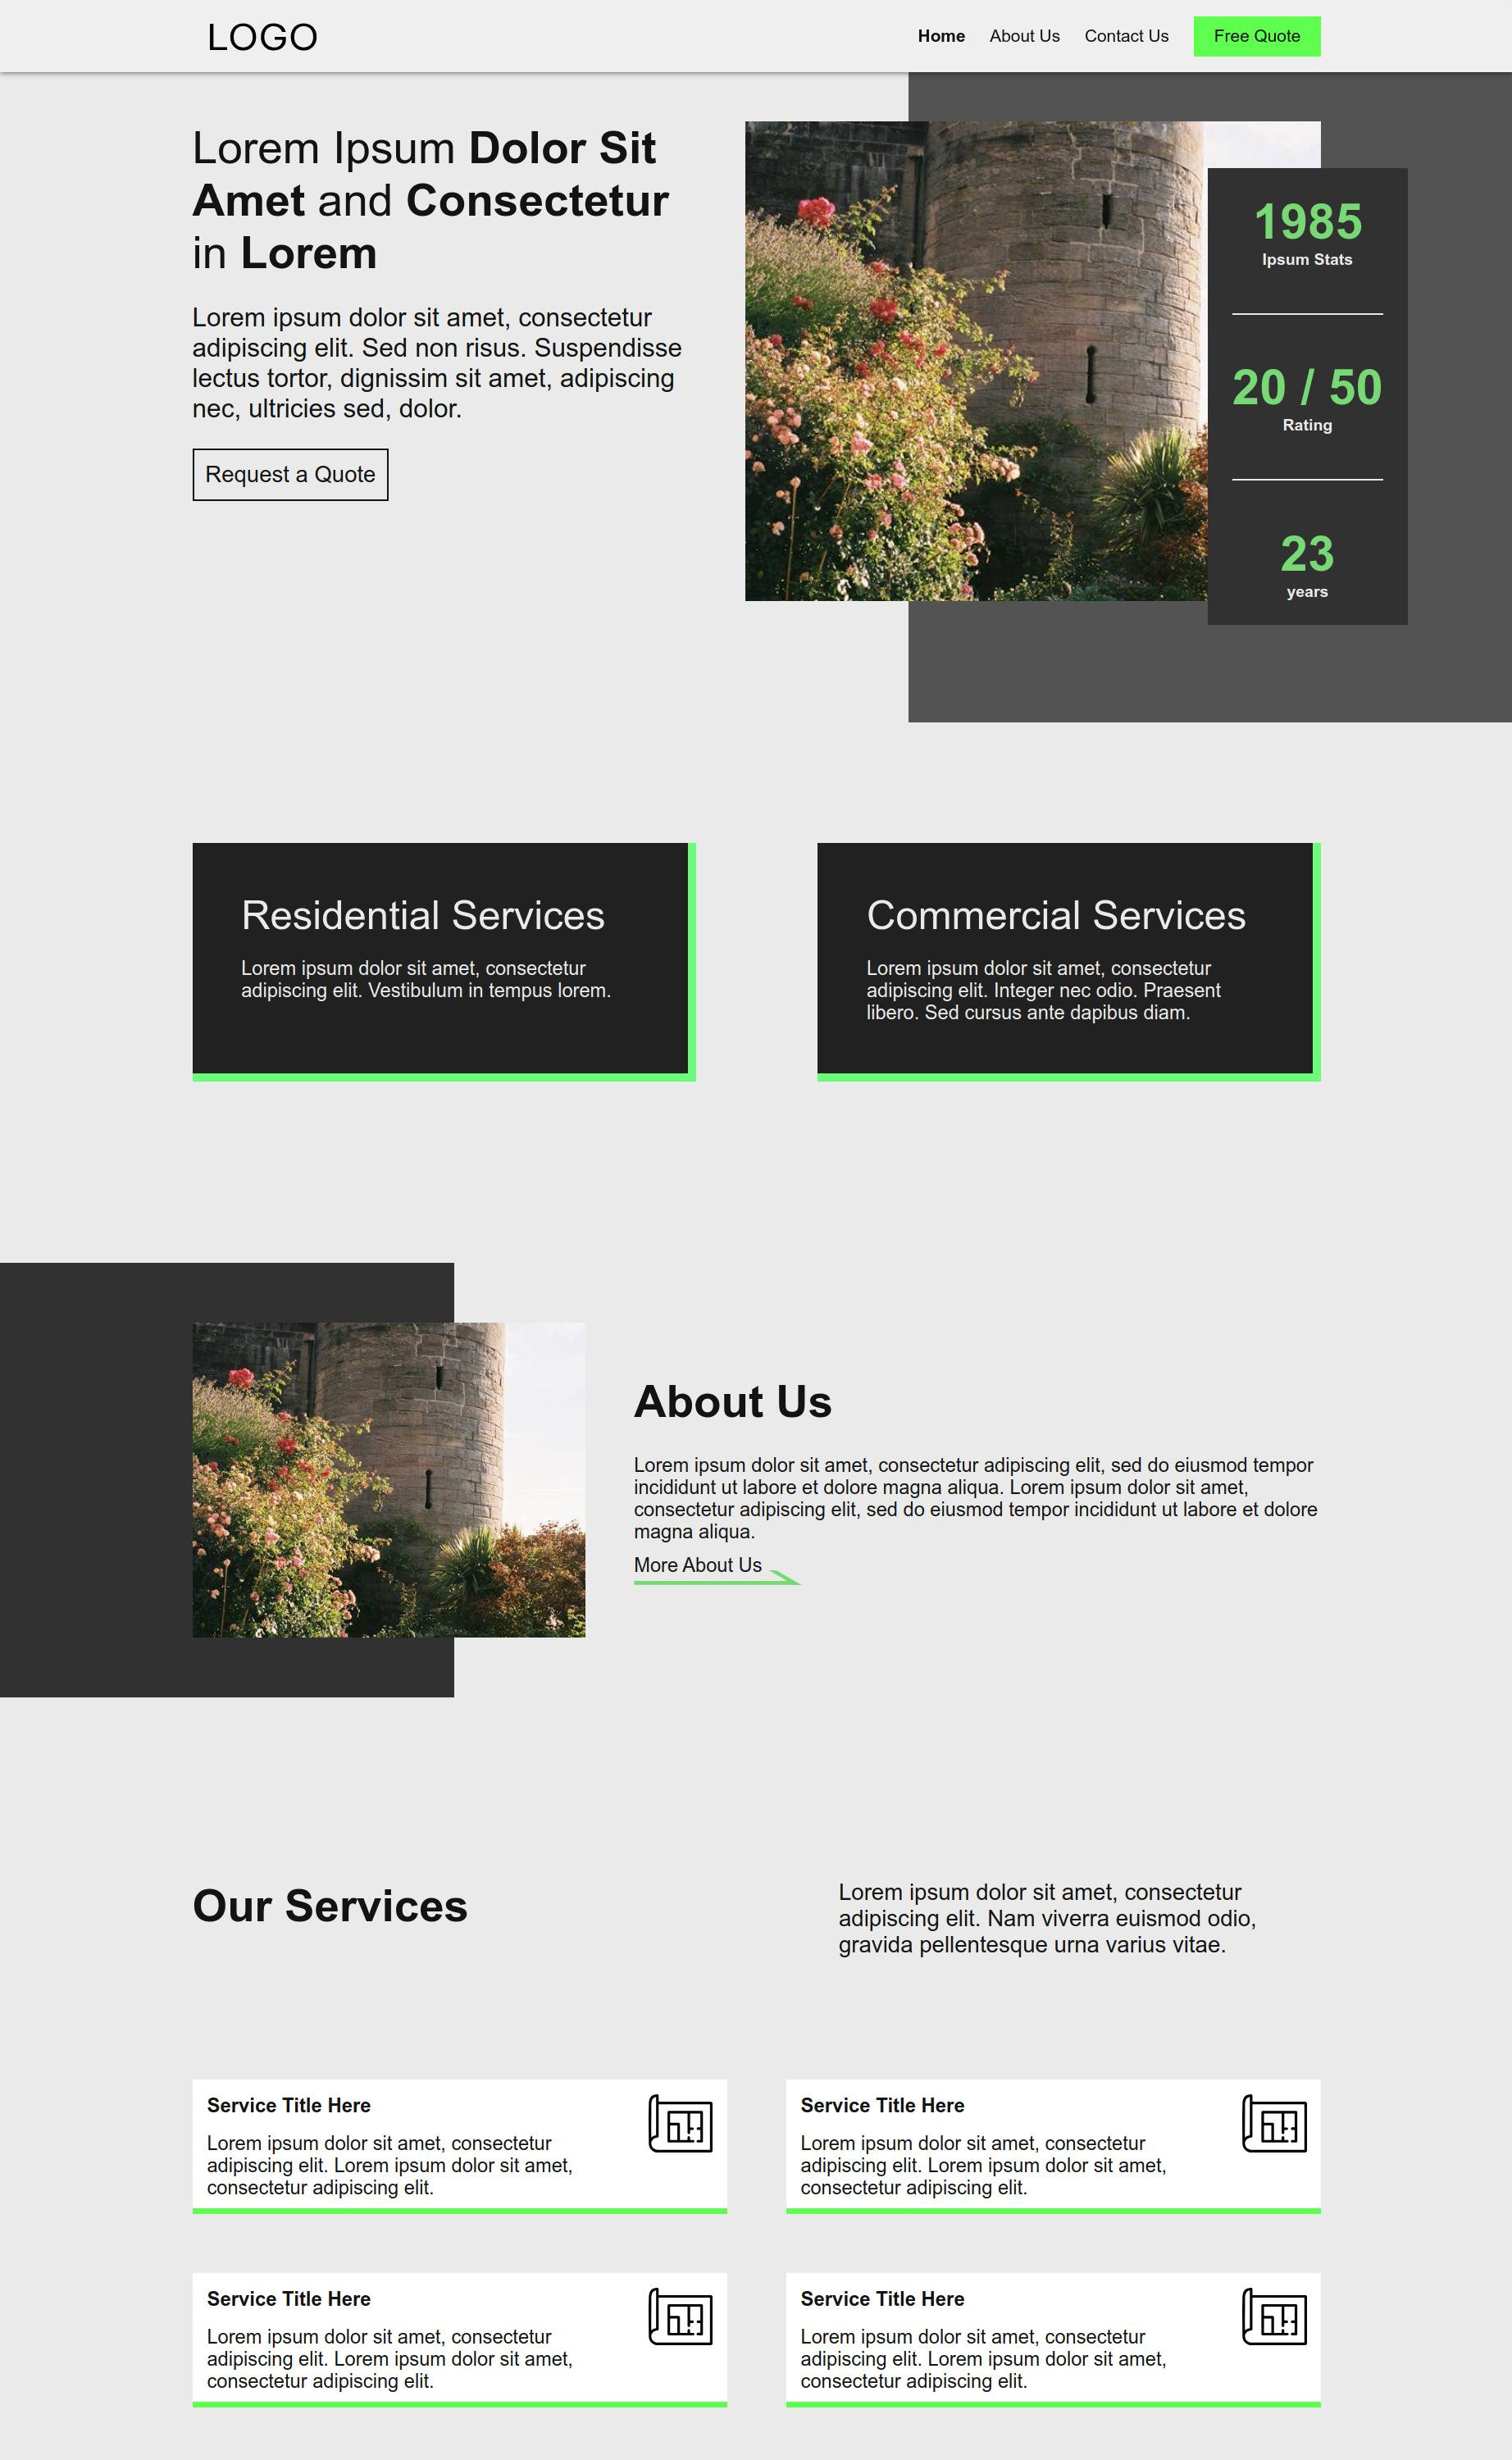 LOGO
Home
About Us
Contact Us
Free Quote
Lorem Ipsum Dolor Sit
Amet and Consectetur
in Lorem
Lorem ipsum dolor sit amet, consectetur
adipiscing elit. Sed non risus. Suspendisse
lectus tortor, dignissim sit amet, adipiscing
nec, ultricies sed, dolor.
Request a Quote
1985
Ipsum Stats
20 / 50
Rating
23
years
Residential Services
Lorem ipsum dolor sit amet, consectetur
adipiscing elit. Vestibulum in tempus lorem.
Commercial Services
Lorem ipsum dolor sit amet, consectetur
adipiscing elit. Integer nec odio. Praesent
libero. Sed cursus ante dapibus diam.
About Us
Lorem ipsum dolor sit amet, consectetur adipiscing elit, sed do eiusmod tempor
incididunt ut labore et dolore magna aliqua. Lorem ipsum dolor sit amet,
consectetur adipiscing elit, sed do eiusmod tempor incididunt ut labore et dolore
magna aliqua.
More About Us
Our Services
Lorem ipsum dolor sit amet, consectetur
adipiscing elit. Nam viverra euismod odio,
gravida pellentesque urna varius vitae.
Service Title Here
Lorem ipsum dolor sit amet, consectetur
adipiscing elit. Lorem ipsum dolor sit amet,
consectetur adipiscing elit.
Service Title Here
Lorem ipsum dolor sit amet, consectetur
adipiscing elit. Lorem ipsum dolor sit amet,
consectetur adipiscing elit.
Service Title Here
Lorem ipsum dolor sit amet, consectetur
adipiscing elit. Lorem ipsum dolor sit amet,
consectetur adipiscing elit.
Service Title Here
Lorem ipsum dolor sit amet, consectetur
adipiscing elit. Lorem ipsum dolor sit amet,
consectetur adipiscing elit.